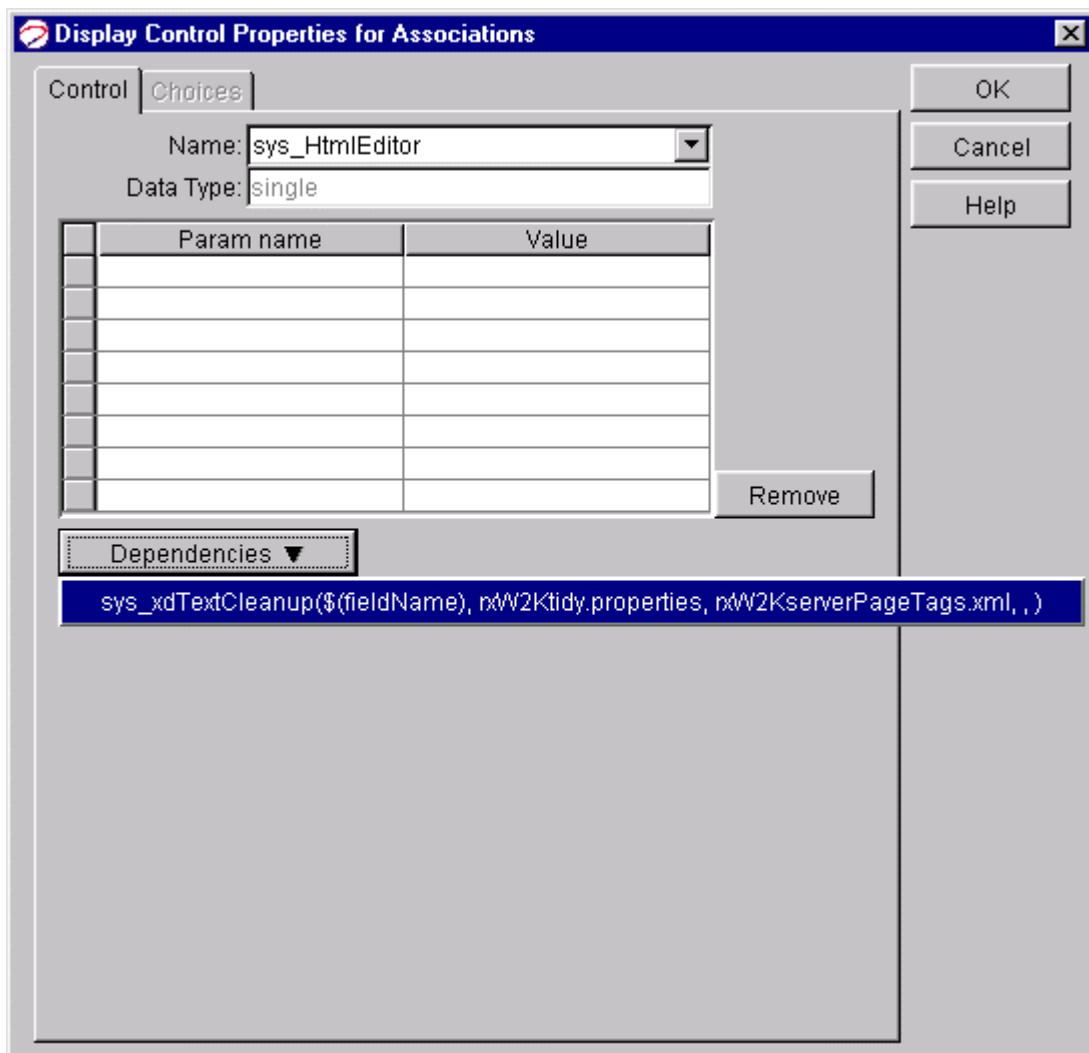 Display Control Properties for Associations
Control
Choices
OK
Name: sys_HtmlEditor
Cancel
Data Type: single
Help
Param name Value
Remove
Dependencies ▼
sys_xdTextCleanup($(fieldName), rxW2Ktidy.properties, rxW2KserverPageTags.xml, , )